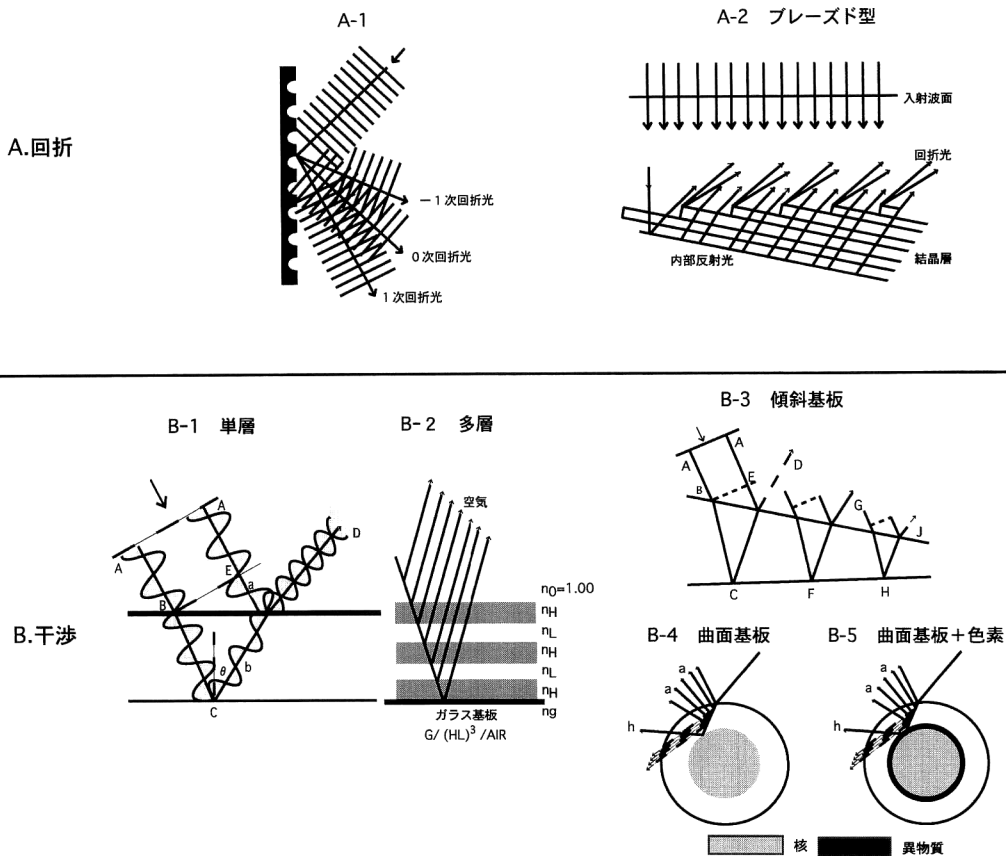 A-1
A-2 ブレーズド型
入射波面
A.回折
回折光
－1次回折光
0次回折光
1次回折光
内部反射光
結晶層
B-1 単層
B-2 多層
B-3 傾斜基板
A
A
D
E
B
G
J
C
F
H
A
A
D
E
a
B
b
θ
C
空気
n0=1.00
nH
nL
nH
nL
nH
ng
ガラス基板
G/ (HL)³ /AIR
B.干渉
B-4 曲面基板
B-5 曲面基板＋色素
a
a
h
a
a
h
核
異物質